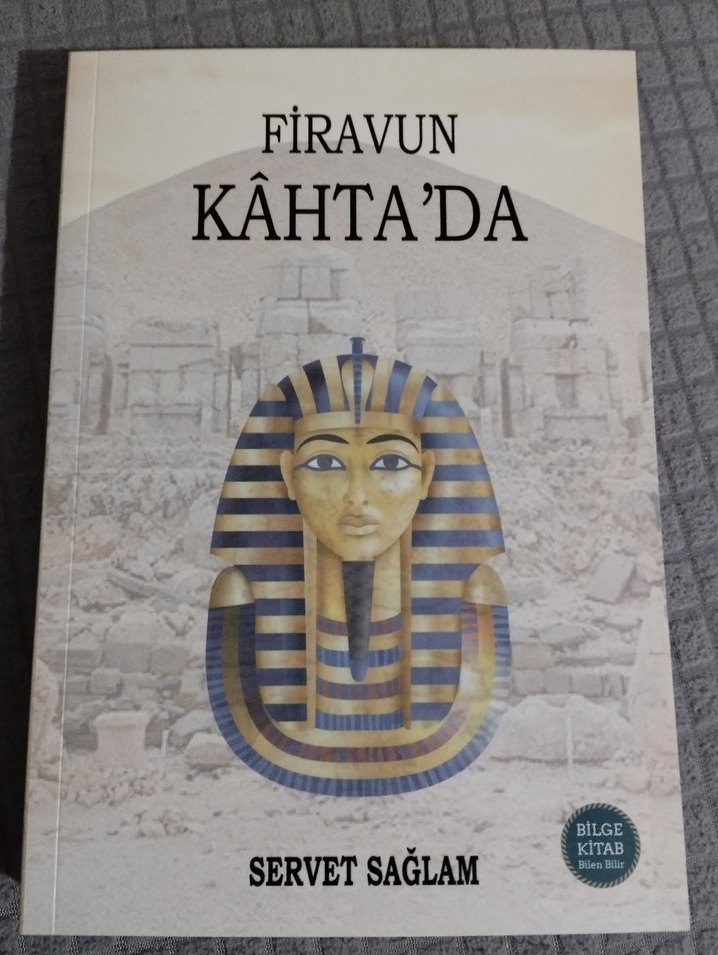 FİRAVUN
KÂHTA'DA
BİLGE
KİTAB
Bilen Bilir
SERVET SAĞLAM